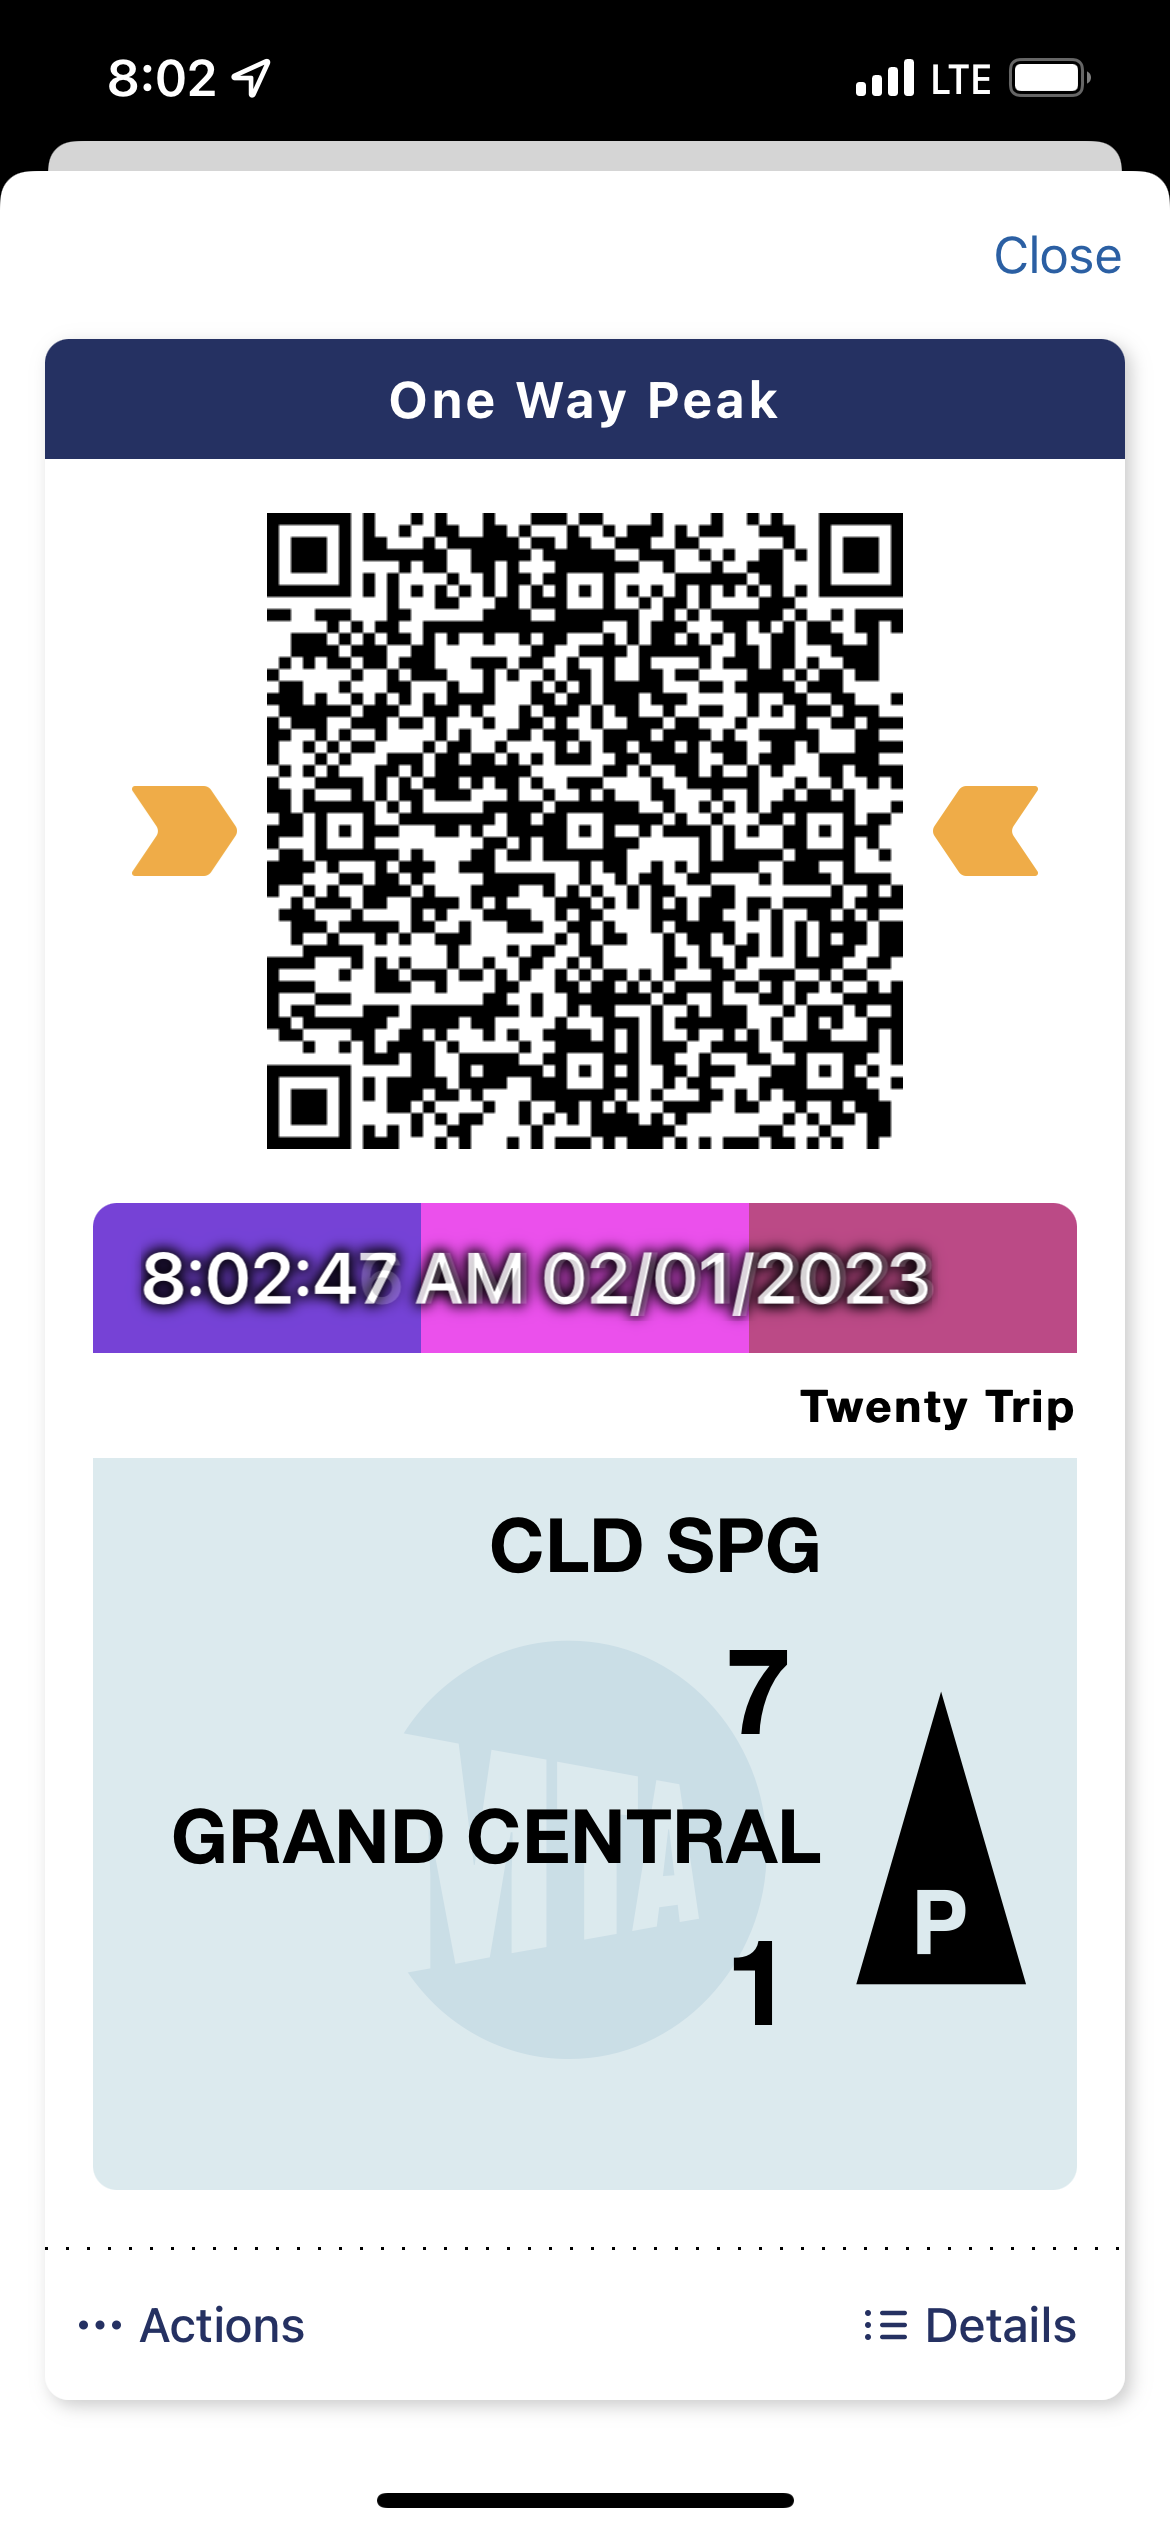 8:02 LTE
Close
One Way Peak
8:02:47 AM 02/01/2023
Twenty Trip
CLD SPG
7
GRAND CENTRAL
MTA
P
1
Actions
Details